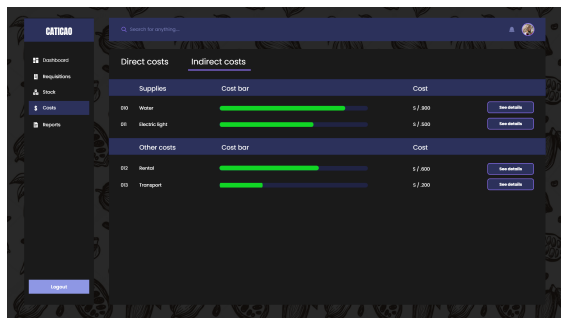 CATICAO
Search for anything...
Dashboard
Requisitions
Stock
$ Costs
Reports
Logout
Direct costs Indirect costs
Supplies Cost bar Cost
010 Water S / .900 See details
011 Electric light S / .500 See details
Other costs Cost bar Cost
012 Rental S / .600 See details
013 Transport S / .200 See details